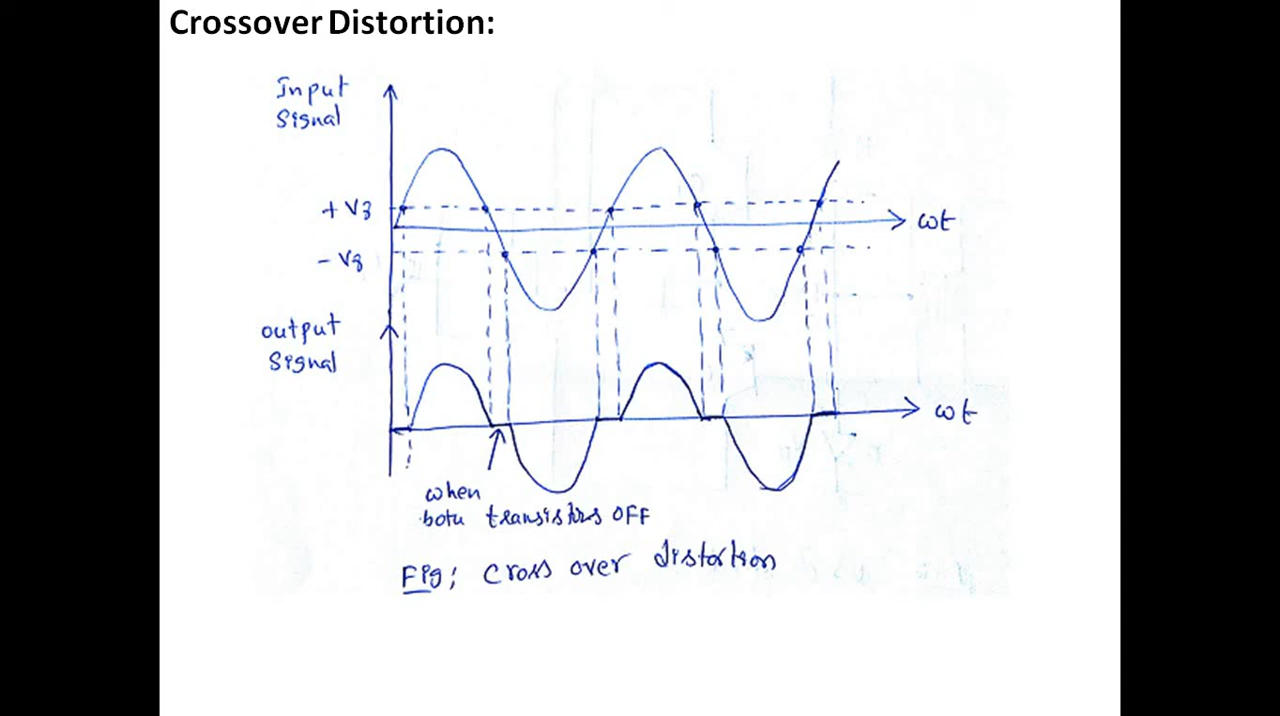 Crossover Distortion:
Input
Signal
+ Vγ
ωt
- Vγ
output
Signal
ωt
when
both transistors OFF
Fig; Cross over distortion